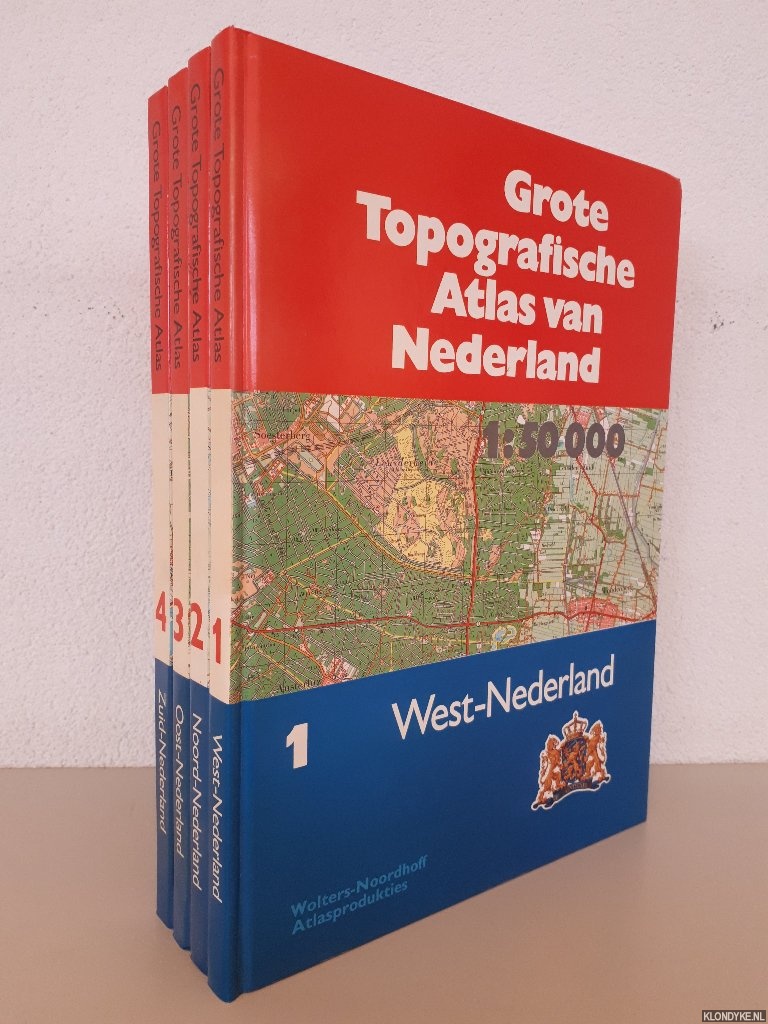 Grote
Topografische
Atlas van
Nederland
1:50 000
Soesterberg
Leusderheide
1
West-Nederland
Wolters-Noordhoff
Atlasprodukties
Grote Topografische Atlas
4
Zuid-Nederland
Grote Topografische Atlas
3
Oost-Nederland
Grote Topografische Atlas
2
Noord-Nederland
Grote Topografische Atlas
1
West-Nederland
KLONDYKE.NL